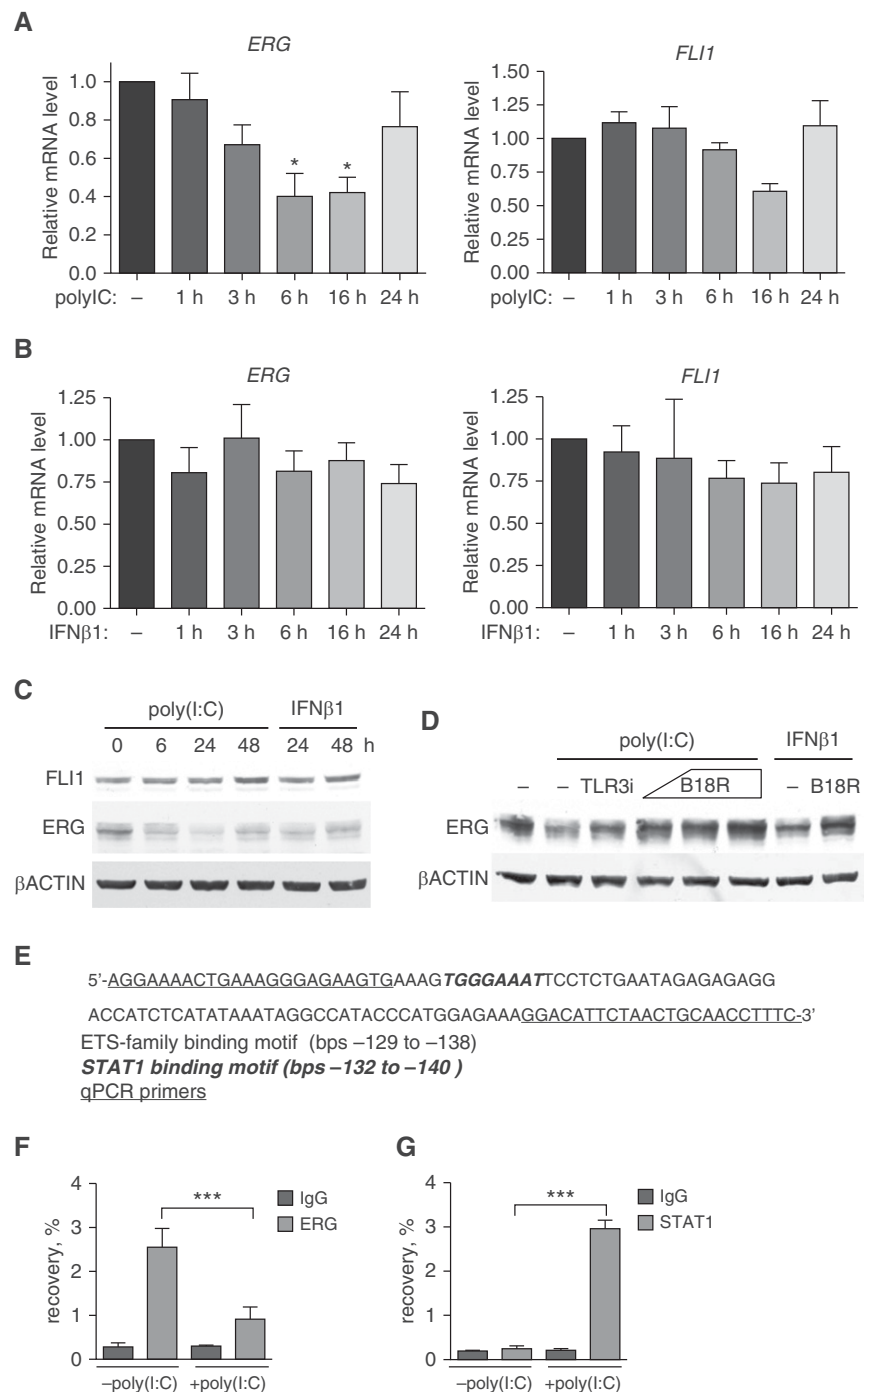 A
ERG
Relative mRNA level
1.0
0.8
0.6
0.4
0.2
0.0
* *
polyIC: – 1 h 3 h 6 h 16 h 24 h
FLI1
Relative mRNA level
1.50
1.25
1.00
0.75
0.50
0.25
0.00
polyIC: – 1 h 3 h 6 h 16 h 24 h
B
ERG
Relative mRNA level
1.25
1.00
0.75
0.50
0.25
0.00
IFNβ1: – 1 h 3 h 6 h 16 h 24 h
FLI1
Relative mRNA level
1.25
1.00
0.75
0.50
0.25
0.00
IFNβ1: – 1 h 3 h 6 h 16 h 24 h
C
poly(I:C) IFNβ1
0 6 24 48 24 48 h
FLI1
ERG
βACTIN
D
poly(I:C) IFNβ1
– – TLR3i B18R – B18R
ERG
βACTIN
E
5'-AGGAAAACTGAAAGGGAGAAGTGAAAGTGGGAAATTCCTCTGAATAGAGAGAGG
ACCATCTCATATAAATAGGCCATACCCATGGAGAAAGGACATTCTAACTGCAACCTTTC-3'
ETS-family binding motif (bps –129 to –138)
STAT1 binding motif (bps –132 to –140 )
qPCR primers
F
recovery, %
4
3
2
1
0
***
IgG
ERG
–poly(I:C) +poly(I:C)
G
recovery, %
4
3
2
1
0
***
IgG
STAT1
–poly(I:C) +poly(I:C)